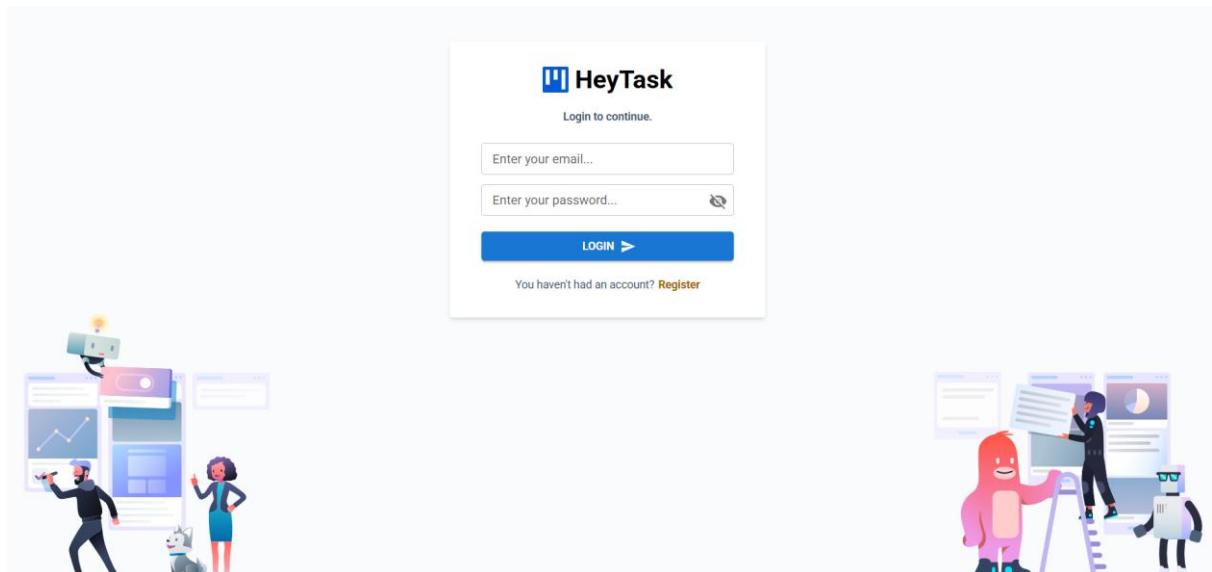 HeyTask
Login to continue.
Enter your email...
Enter your password...
LOGIN
You haven't had an account? Register